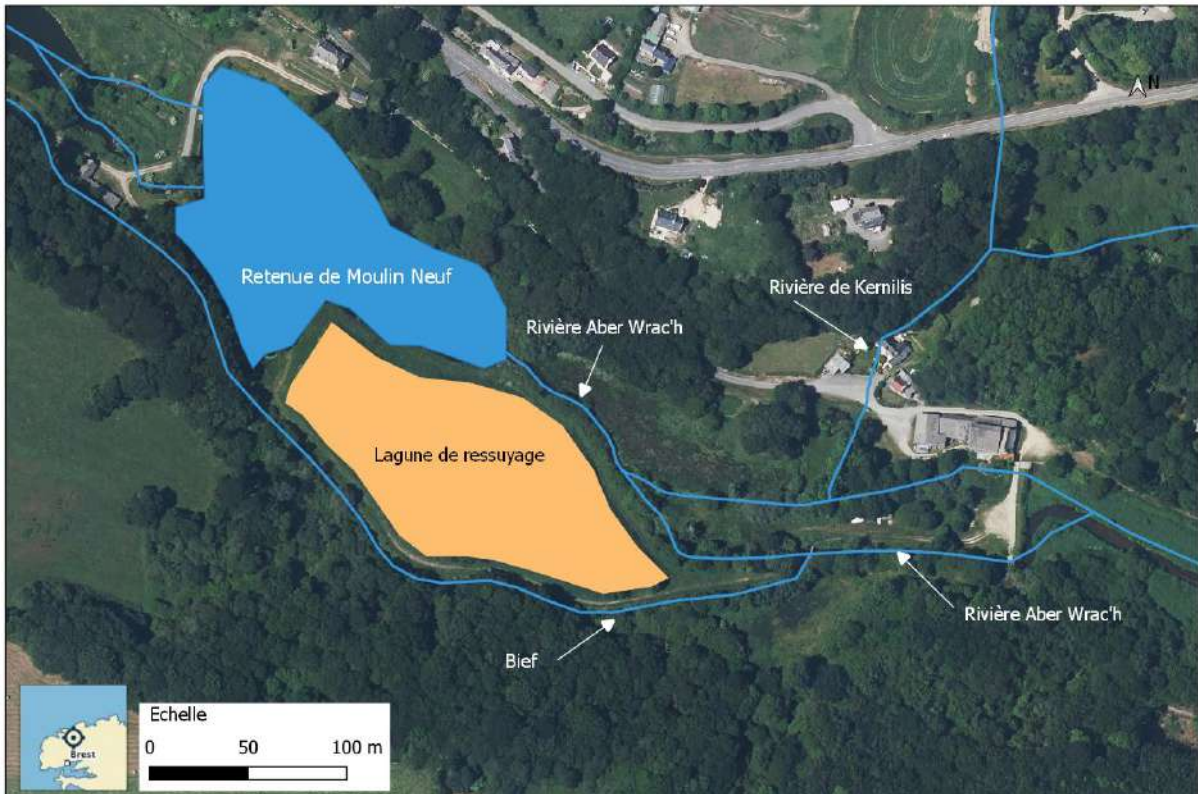 N
Retenue de Moulin Neuf
Rivière de Kernilis
Rivière Aber Wrac'h
Lagune de ressuyage
Rivière Aber Wrac'h
Bief
Brest
Echelle
0 50 100 m